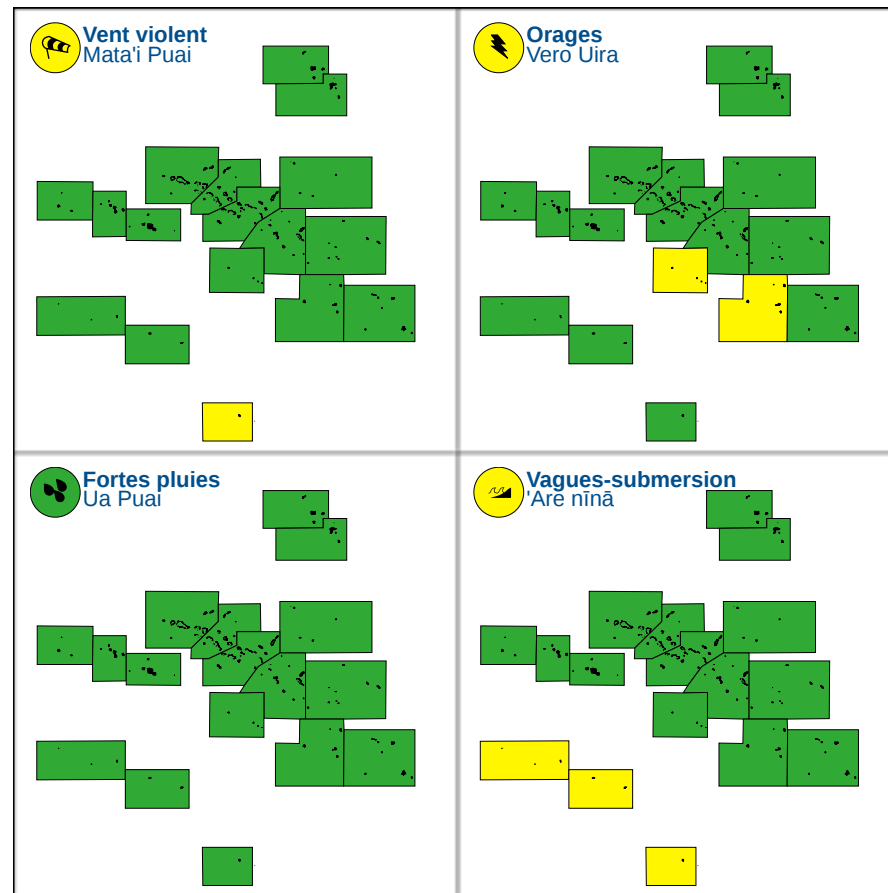 Vent violent
Mata'i Puai
Orages
Vero Uira
Fortes pluies
Ua Puai
Vagues-submersion
'Are nīnā